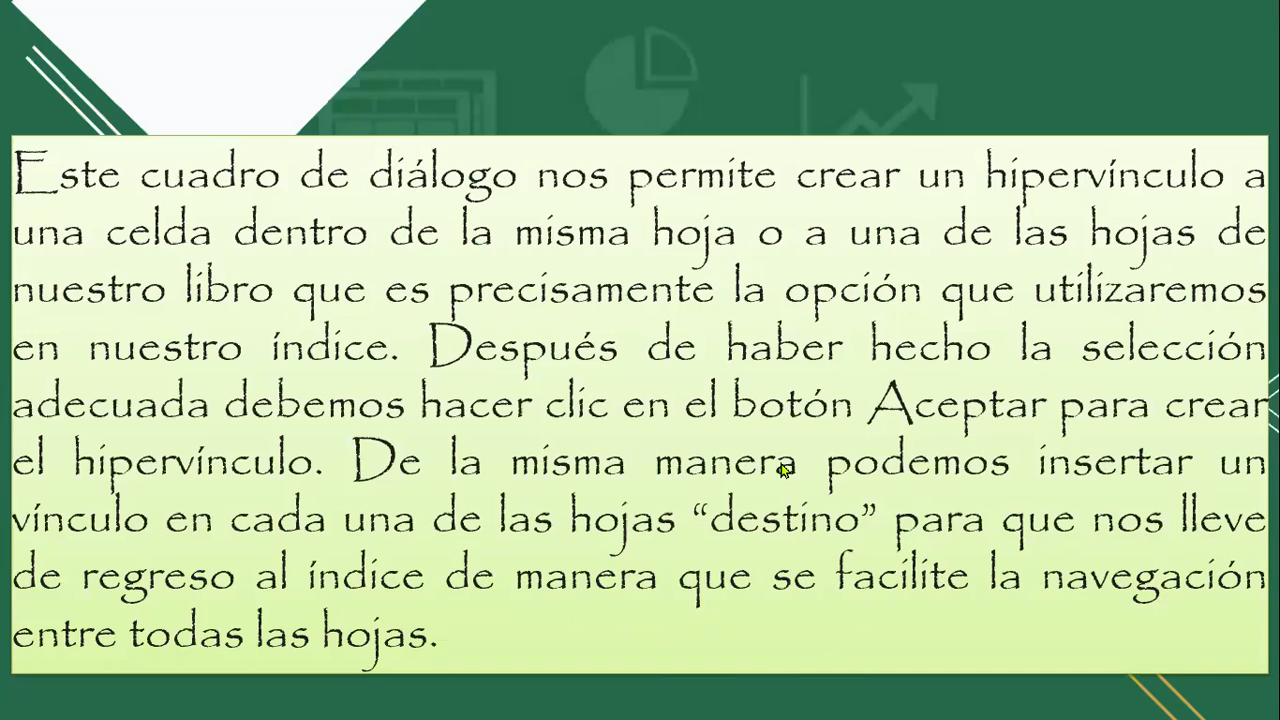 Este cuadro de diálogo nos permite crear un hipervínculo a
una celda dentro de la misma hoja o a una de las hojas de
nuestro libro que es precisamente la opción que utilizaremos
en nuestro índice. Después de haber hecho la selección
adecuada debemos hacer clic en el botón Aceptar para crear
el hipervínculo. De la misma manera podemos insertar un
vínculo en cada una de las hojas “destino” para que nos lleve
de regreso al índice de manera que se facilite la navegación
entre todas las hojas.